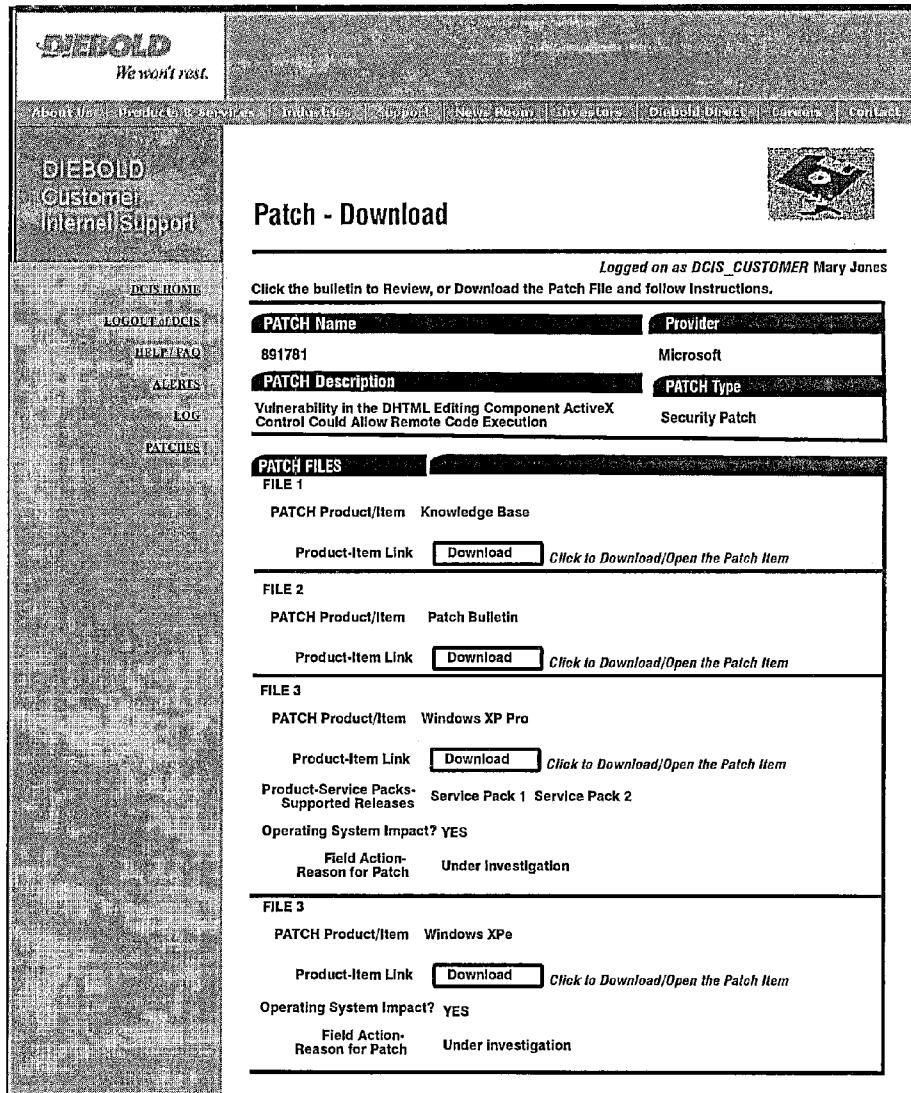 DIEBOLD
We won't rest.
About Us | Products & Services | Industries | Support | News Room | Investors | Diebold Direct | Careers | Contact
DIEBOLD
Customer
Internet Support
DCIS HOME
LOGOUT of DCIS
HELP / FAQ
ALERTS
LOG
PATCHES
Patch - Download
Logged on as DCIS_CUSTOMER Mary Jones
Click the bulletin to Review, or Download the Patch File and follow Instructions.
PATCH Name Provider
891781 Microsoft
PATCH Description PATCH Type
Vulnerability in the DHTML Editing Component ActiveX
Control Could Allow Remote Code Execution
Security Patch
PATCH FILES
FILE 1
PATCH Product/Item Knowledge Base
Product-Item Link Download Click to Download/Open the Patch Item
FILE 2
PATCH Product/Item Patch Bulletin
Product-Item Link Download Click to Download/Open the Patch Item
FILE 3
PATCH Product/Item Windows XP Pro
Product-Item Link Download Click to Download/Open the Patch Item
Product-Service Packs-
Supported Releases Service Pack 1 Service Pack 2
Operating System Impact? YES
Field Action-
Reason for Patch Under investigation
FILE 3
PATCH Product/Item Windows XPe
Product-Item Link Download Click to Download/Open the Patch Item
Operating System Impact? YES
Field Action-
Reason for Patch Under investigation